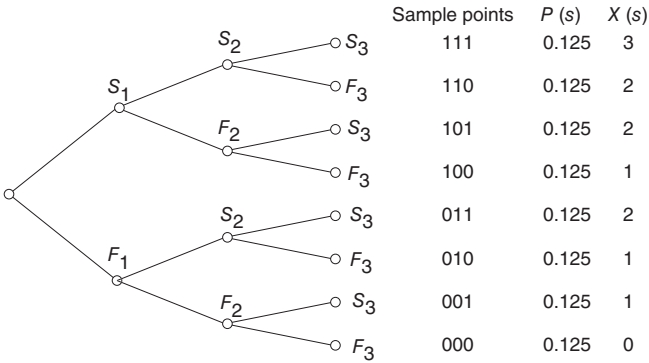 Sample points P (s) X (s)
S3 111 0.125 3
S2
F3 110 0.125 2
S1
S3 101 0.125 2
F2
F3 100 0.125 1
S3 011 0.125 2
S2
F3 010 0.125 1
F1
S3 001 0.125 1
F2
F3 000 0.125 0